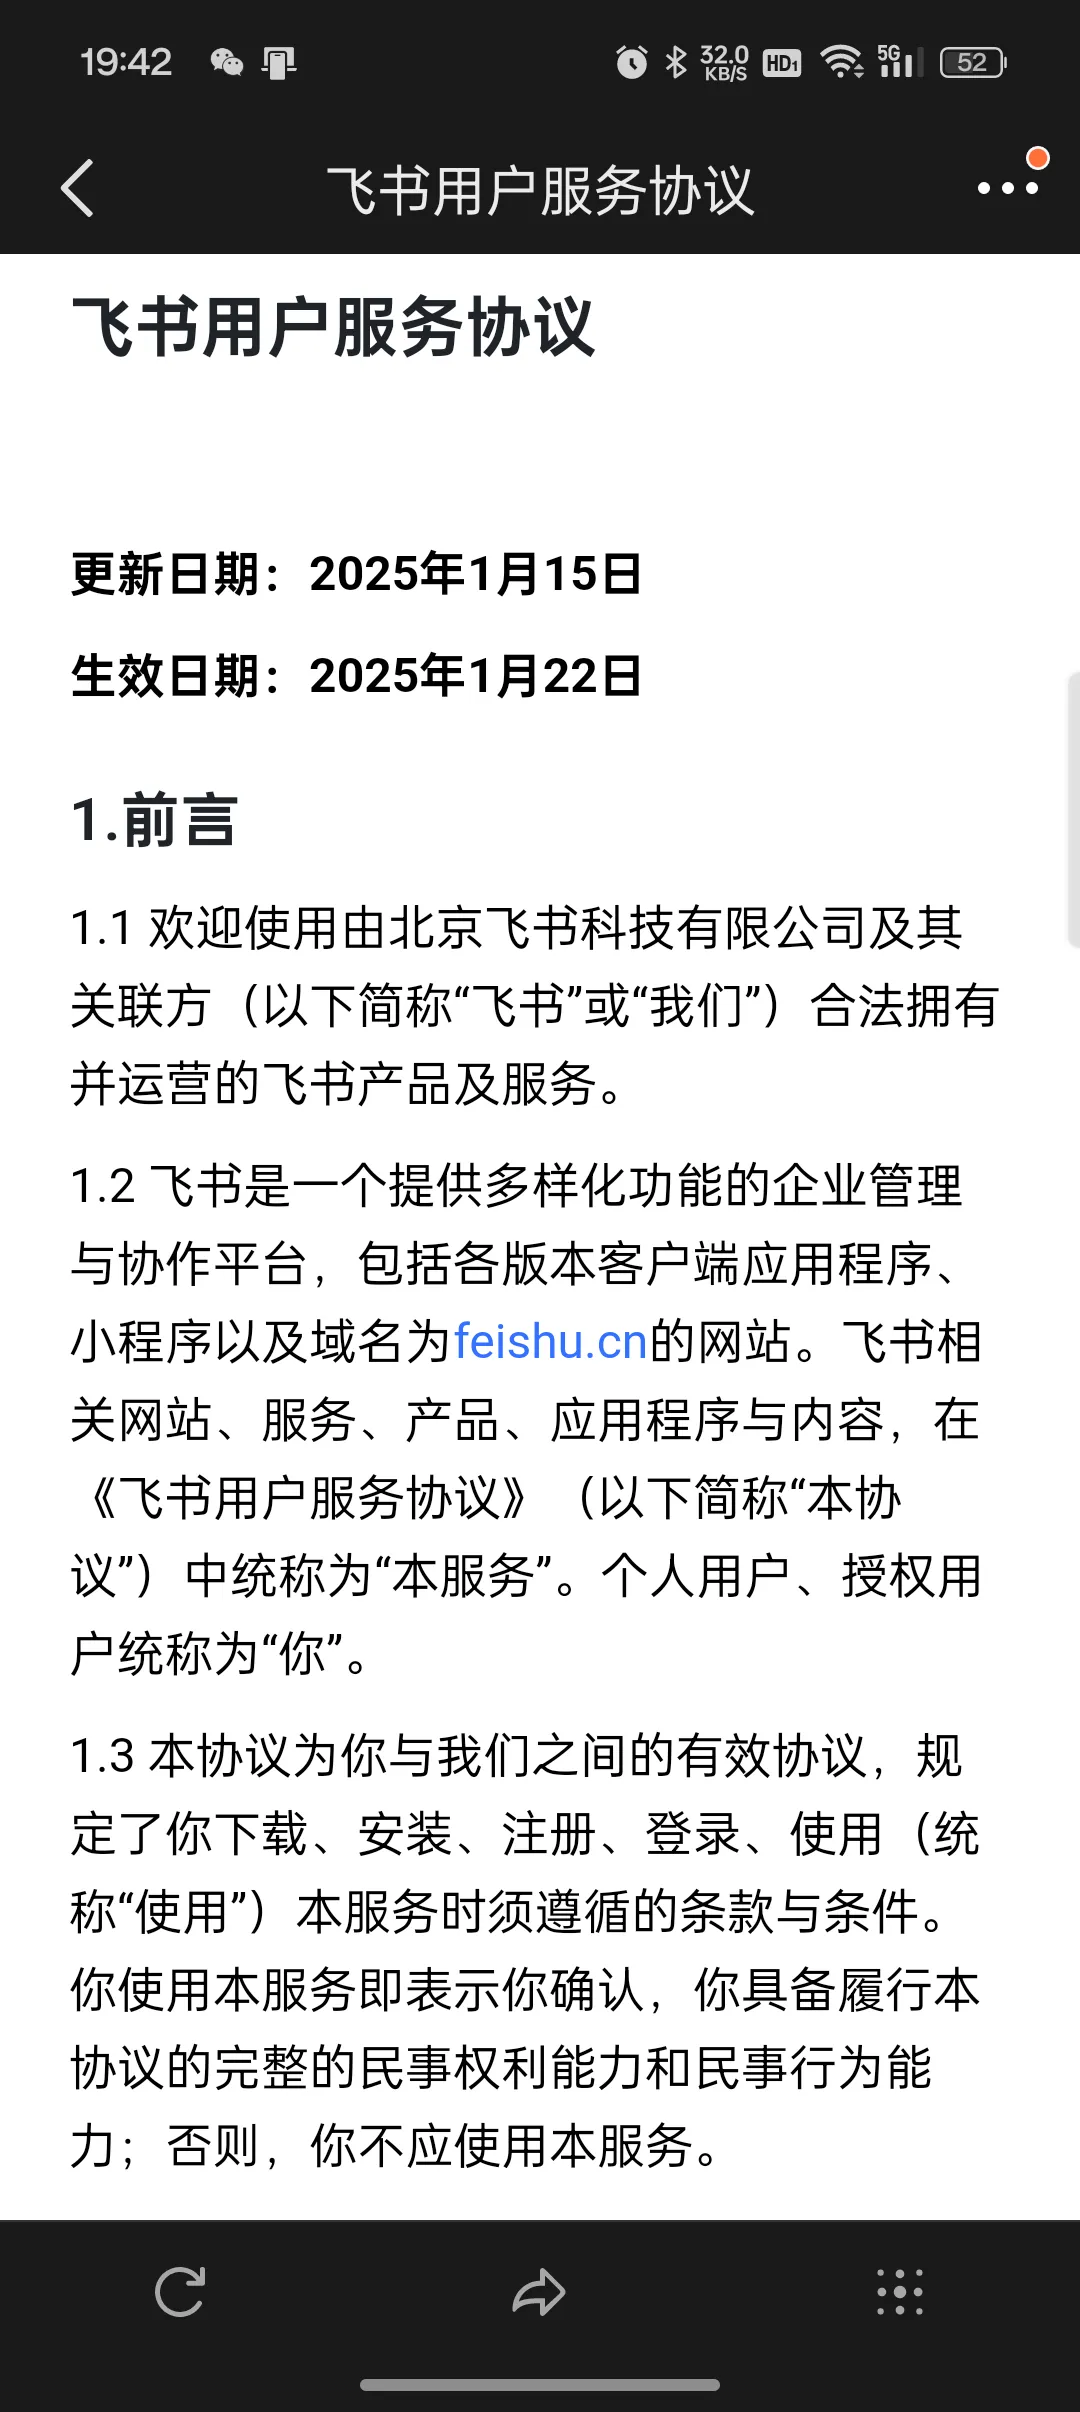 19:42
32.0
KB/S
HD1
5G
52
飞书用户服务协议
飞书用户服务协议
更新日期：2025年1月15日
生效日期：2025年1月22日
1.前言
1.1 欢迎使用由北京飞书科技有限公司及其
关联方（以下简称“飞书”或“我们”）合法拥有
并运营的飞书产品及服务。
1.2 飞书是一个提供多样化功能的企业管理
与协作平台，包括各版本客户端应用程序、
小程序以及域名为feishu.cn的网站。飞书相
关网站、服务、产品、应用程序与内容，在
《飞书用户服务协议》（以下简称“本协
议”）中统称为“本服务”。个人用户、授权用
户统称为“你”。
1.3 本协议为你与我们之间的有效协议，规
定了你下载、安装、注册、登录、使用（统
称“使用”）本服务时须遵循的条款与条件。
你使用本服务即表示你确认，你具备履行本
协议的完整的民事权利能力和民事行为能
力；否则，你不应使用本服务。